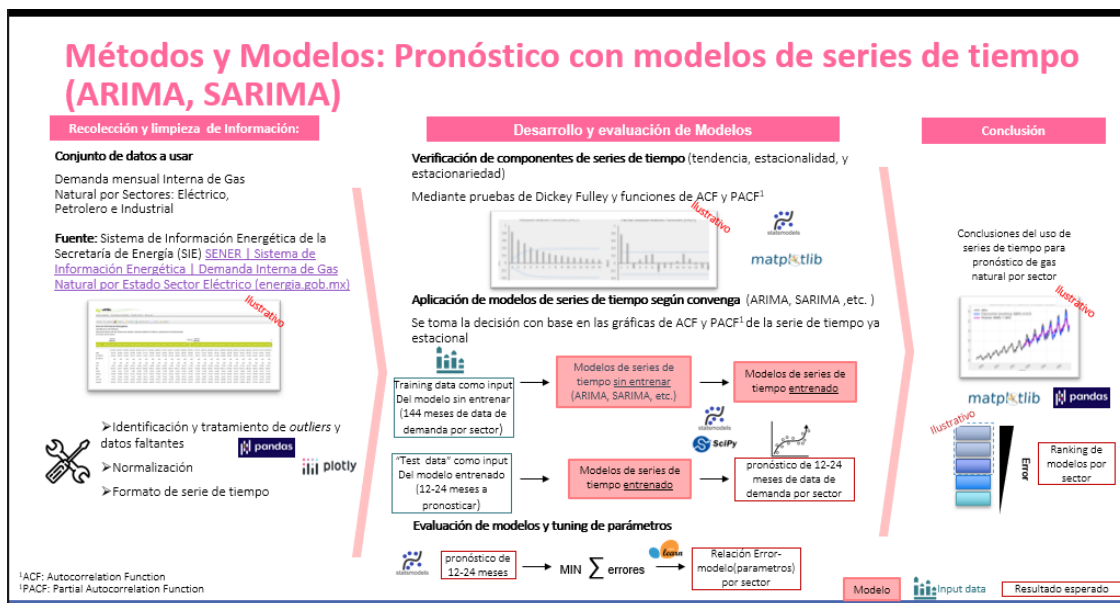 Métodos y Modelos: Pronóstico con modelos de series de tiempo
(ARIMA, SARIMA)
Recolección y limpieza de Información:
Conjunto de datos a usar
Demanda mensual Interna de Gas
Natural por Sectores: Eléctrico,
Petrolero e Industrial
Fuente: Sistema de Información Energética de la
Secretaría de Energía (SIE) SENER | Sistema de
Información Energética | Demanda Interna de Gas
Natural por Estado Sector Eléctrico (energia.gob.mx)
Ilustrativo
➢Identificación y tratamiento de outliers y
datos faltantes
pandas
➢Normalización
plotly
➢Formato de serie de tiempo
Desarrollo y evaluación de Modelos
Verificación de componentes de series de tiempo (tendencia, estacionalidad, y
estacionariedad)
Mediante pruebas de Dickey Fulley y funciones de ACF y PACF¹
Ilustrativo
statsmodels
matplotlib
Aplicación de modelos de series de tiempo según convenga (ARIMA, SARIMA ,etc. )
Se toma la decisión con base en las gráficas de ACF y PACF¹ de la serie de tiempo ya
estacional
Training data como input
Del modelo sin entrenar
(144 meses de data de
demanda por sector)
Modelos de series de
tiempo sin entrenar
(ARIMA, SARIMA, etc.)
Modelos de series de
tiempo entrenado
statsmodels
SciPy
"Test data" como input
Del modelo entrenado
(12-24 meses a
pronosticar)
Modelos de series de
tiempo entrenado
pronóstico de 12-24
meses de data de
demanda por sector
Evaluación de modelos y tuning de parámetros
statsmodels
pronóstico de
12-24 meses
MIN ∑ errores
learn
Relación Error-
modelo(parametros)
por sector
Conclusión
Conclusiones del uso de
series de tiempo para
pronóstico de gas
natural por sector
Ilustrativo
matplotlib
pandas
Ilustrativo
Error
Ranking de
modelos por
sector
¹ACF: Autocorrelation Function
¹PACF: Partial Autocorrelation Function
Modelo
Input data
Resultado esperado